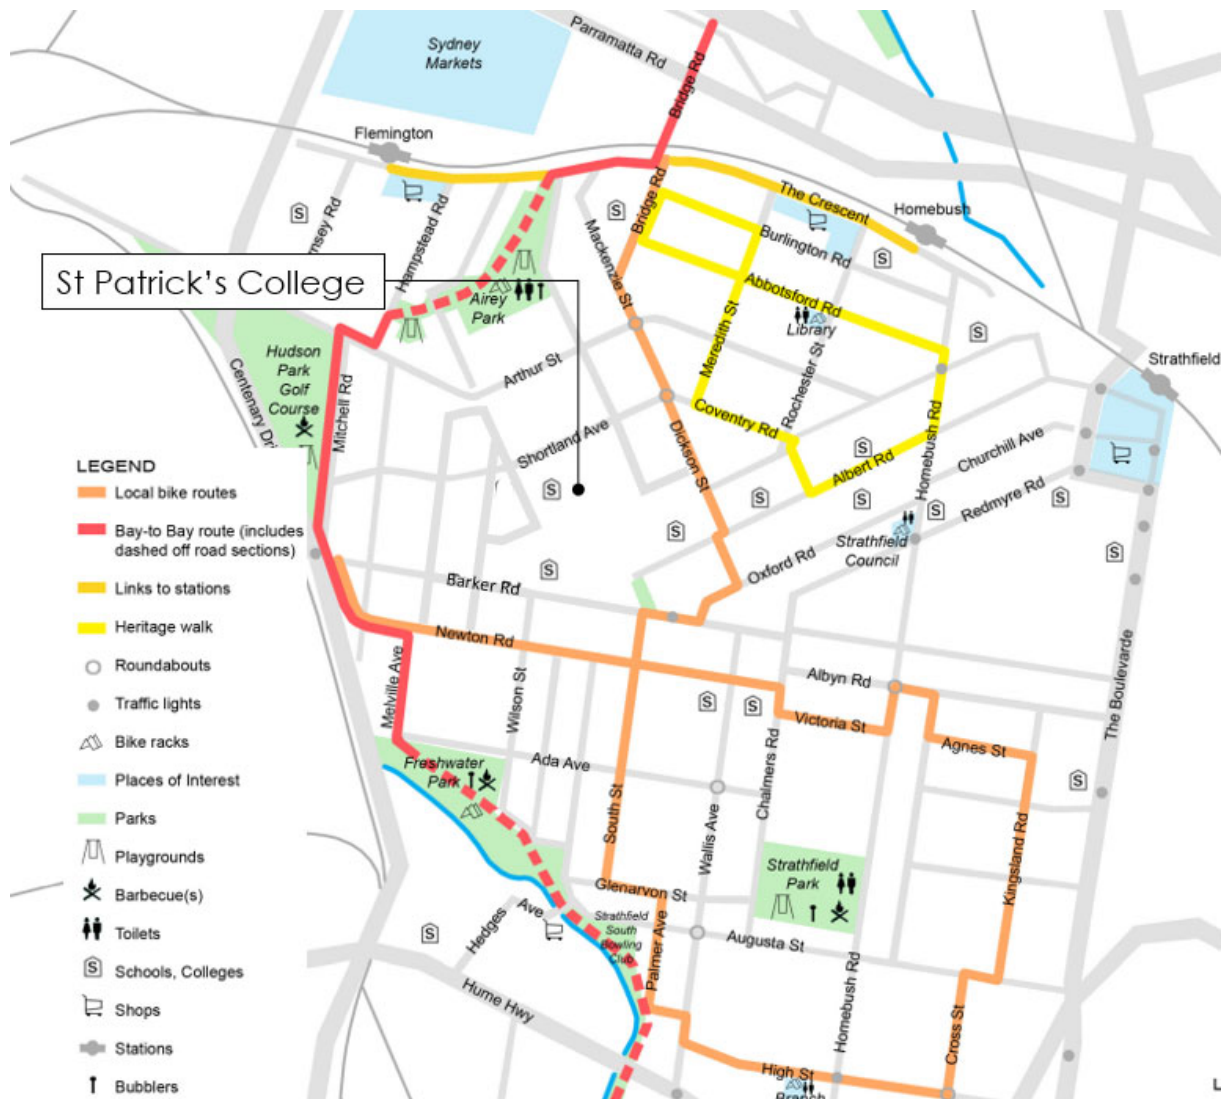 Sydney
Markets
Parramatta Rd
Bridge Rd
Flemington
The Crescent
Homebush
Bridge Rd
Burlington Rd
Mackenzie St
Hampstead Rd
rnsey Rd
St Patrick's College
Airey
Park
Abbotsford Rd
Library
Meredith St
Rochester St
Strathfield
Hudson
Park
Golf
Course
Centenary Dri
Mitchell Rd
Arthur St
Shortland Ave
Coventry Rd
Dickson St
Albert Rd
Homebush Rd
Churchill Ave
Redmyre Rd
Strathfield
Council
Oxford Rd
Barker Rd
Newton Rd
Melville Ave
Wilson St
Albyn Rd
Victoria St
Agnes St
The Boulevarde
Ada Ave
Freshwater
Park
South St
Wallis Ave
Chalmers Rd
Kingsland Rd
Strathfield
Park
Glenarvon St
Palmer Ave
Augusta St
Hedges
Ave
Strathfield
South
Bowling
Club
Hume Hwy
Homebush Rd
Cross St
High St
Branch
LEGEND
Local bike routes
Bay-to Bay route (includes
dashed off road sections)
Links to stations
Heritage walk
Roundabouts
Traffic lights
Bike racks
Places of Interest
Parks
Playgrounds
Barbecue(s)
Toilets
S Schools, Colleges
Shops
Stations
Bubblers
L